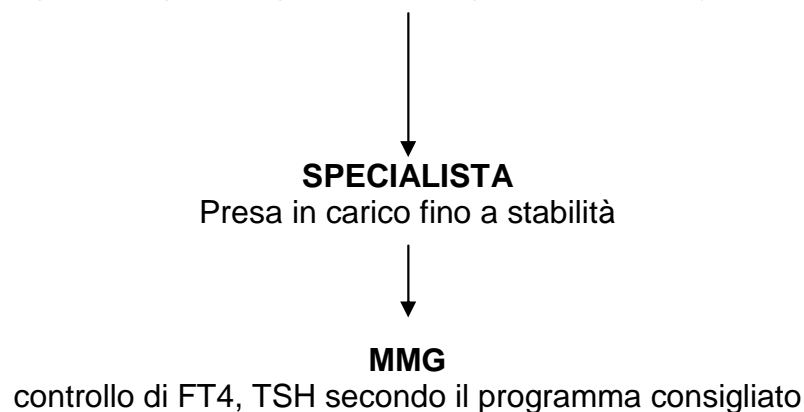 SPECIALISTA
Presa in carico fino a stabilità
MMG
controllo di FT4, TSH secondo il programma consigliato